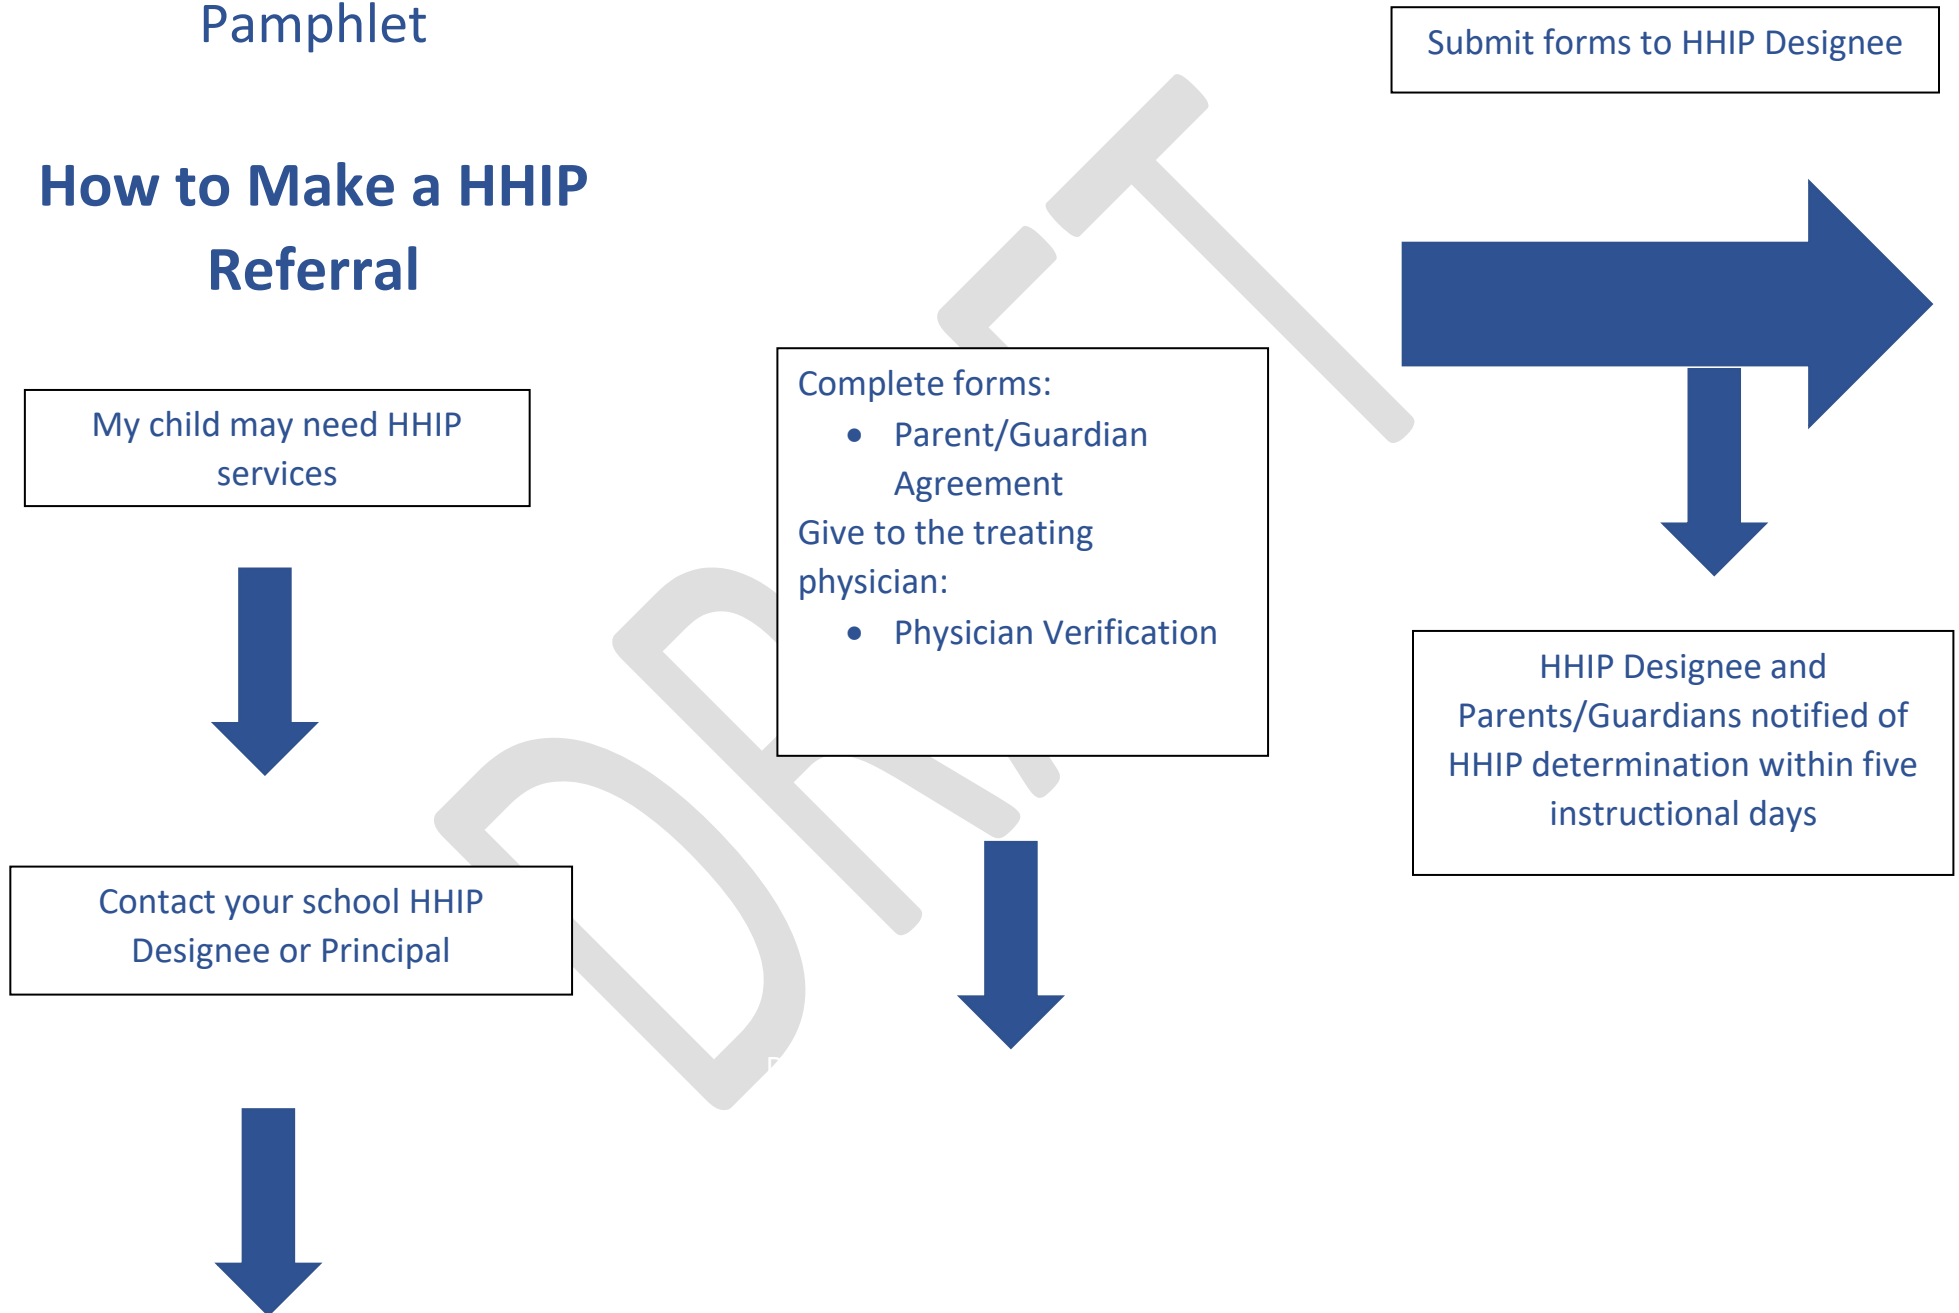 Pamphlet
How to Make a HHIP
Referral
My child may need HHIP
services
Contact your school HHIP
Designee or Principal
Complete forms:
● Parent/Guardian
Agreement
Give to the treating
physician:
● Physician Verification
Submit forms to HHIP Designee
HHIP Designee and
Parents/Guardians notified of
HHIP determination within five
instructional days
DRAFT